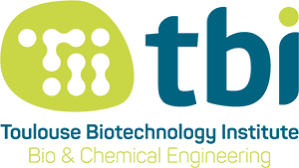 tbi
Toulouse Biotechnology Institute
Bio & Chemical Engineering